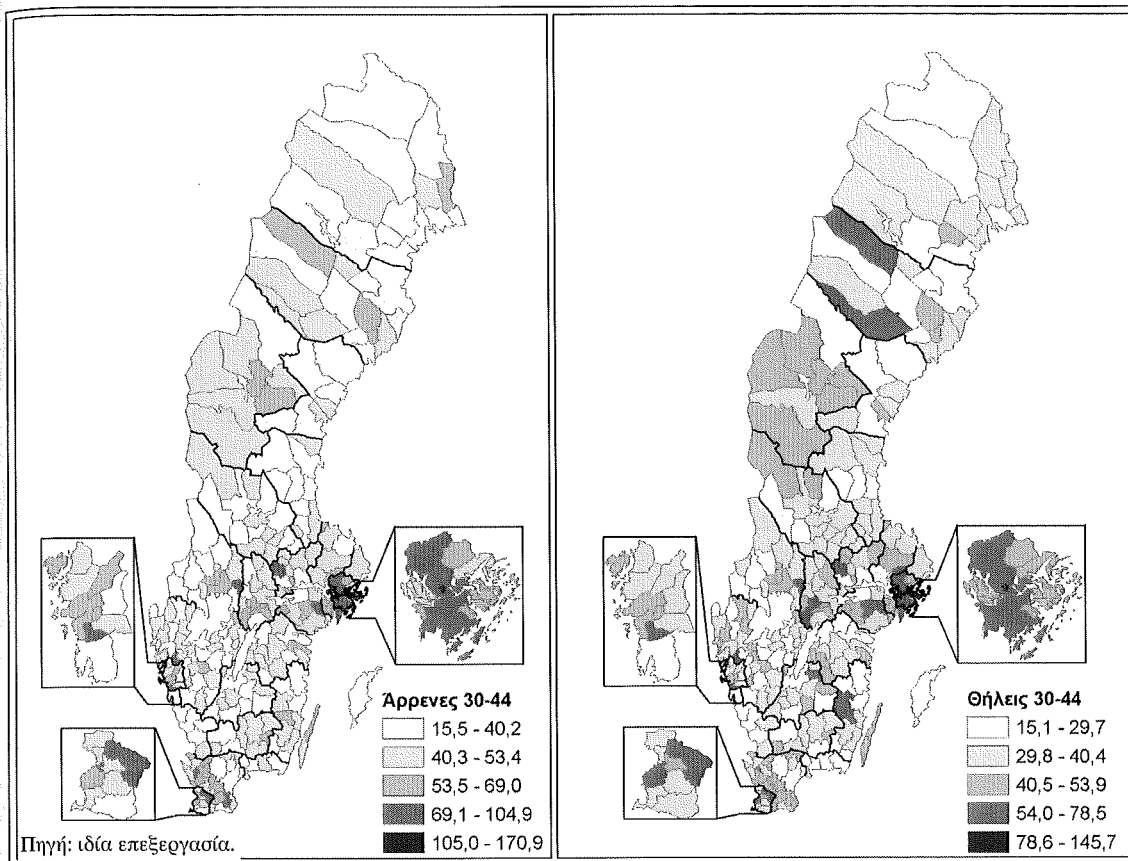 Άρρενες 30-44
15,5 - 40,2
40,3 - 53,4
53,5 - 69,0
69,1 - 104,9
105,0 - 170,9
Πηγή: ιδία επεξεργασία.
Θήλεις 30-44
15,1 - 29,7
29,8 - 40,4
40,5 - 53,9
54,0 - 78,5
78,6 - 145,7